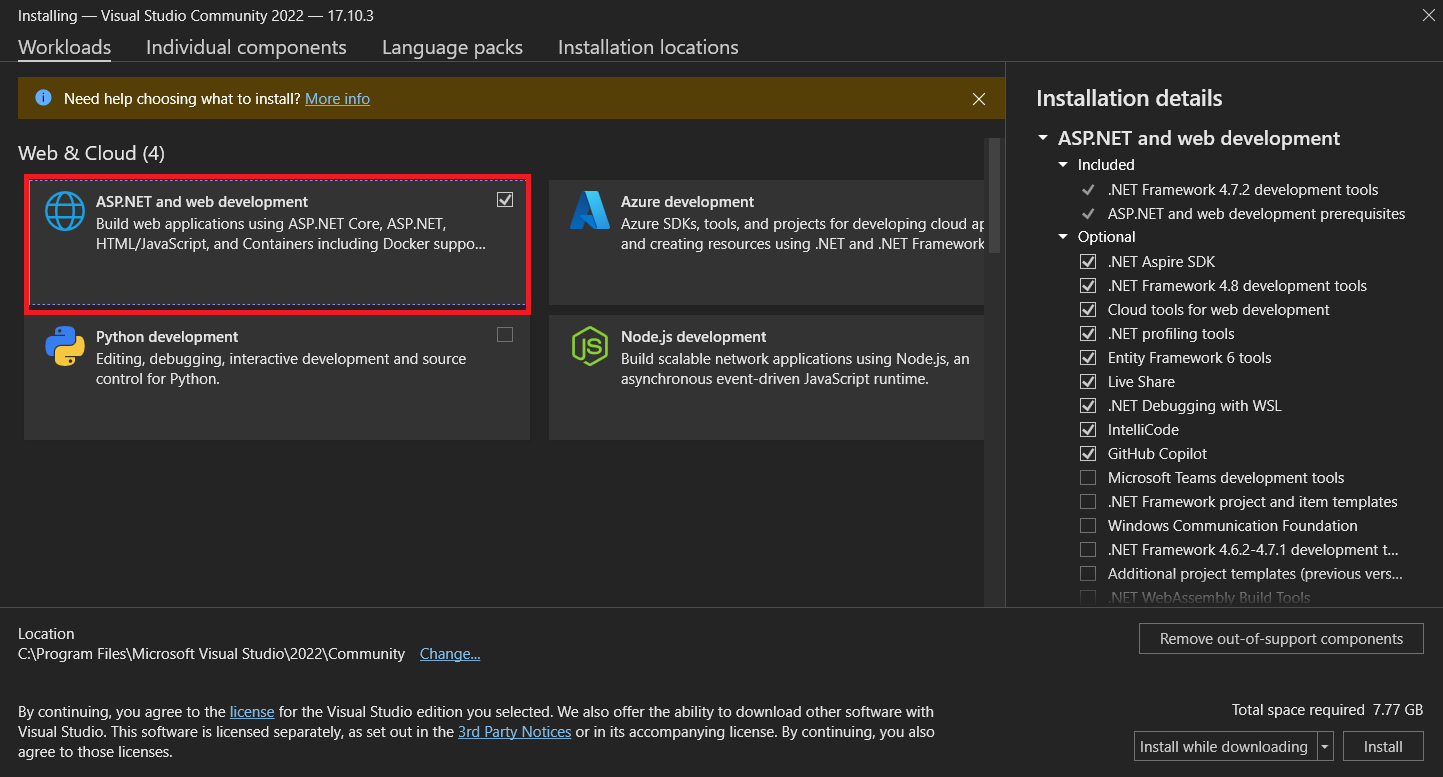 Installing — Visual Studio Community 2022 — 17.10.3
Workloads
Individual components
Language packs
Installation locations
Need help choosing what to install? More info
Web & Cloud (4)
ASP.NET and web development
Build web applications using ASP.NET Core, ASP.NET,
HTML/JavaScript, and Containers including Docker suppo...
Azure development
Azure SDKs, tools, and projects for developing cloud ap
and creating resources using .NET and .NET Framework
Python development
Editing, debugging, interactive development and source
control for Python.
JS
Node.js development
Build scalable network applications using Node.js, an
asynchronous event-driven JavaScript runtime.
Installation details
ASP.NET and web development
Included
.NET Framework 4.7.2 development tools
ASP.NET and web development prerequisites
Optional
.NET Aspire SDK
.NET Framework 4.8 development tools
Cloud tools for web development
.NET profiling tools
Entity Framework 6 tools
Live Share
.NET Debugging with WSL
IntelliCode
GitHub Copilot
Microsoft Teams development tools
.NET Framework project and item templates
Windows Communication Foundation
.NET Framework 4.6.2-4.7.1 development t...
Additional project templates (previous vers...
.NET WebAssembly Build Tools
Location
C:\Program Files\Microsoft Visual Studio\2022\Community Change...
Remove out-of-support components
By continuing, you agree to the license for the Visual Studio edition you selected. We also offer the ability to download other software with
Visual Studio. This software is licensed separately, as set out in the 3rd Party Notices or in its accompanying license. By continuing, you also
agree to those licenses.
Total space required 7.77 GB
Install while downloading
Install